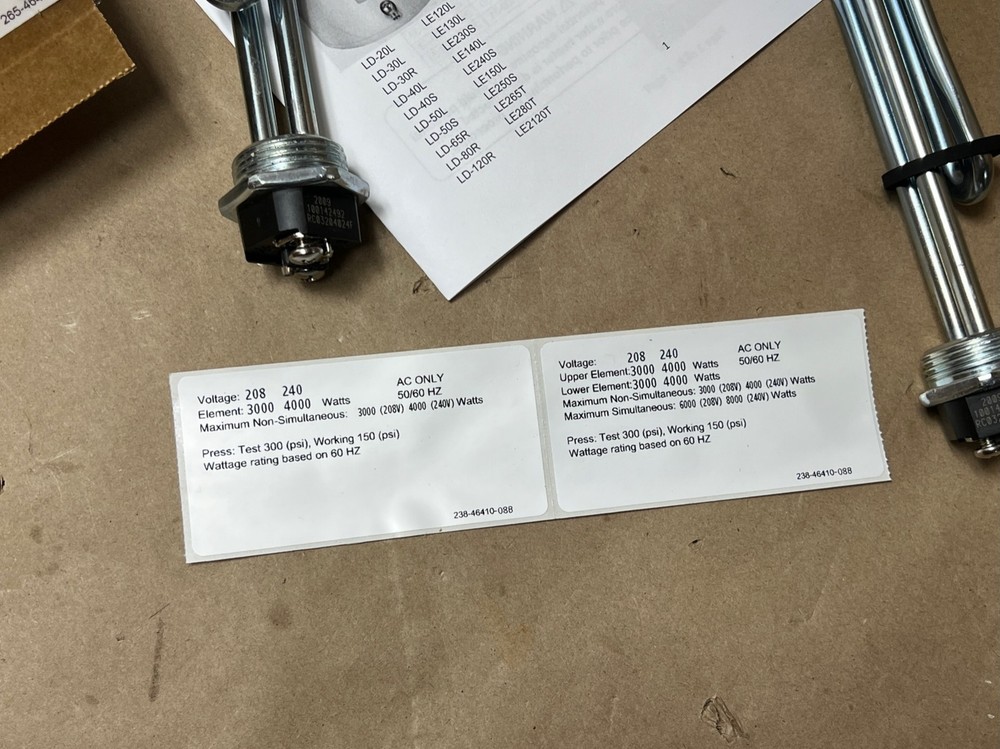 LD-20L
LD-30L
LD-30R
LD-40L
LD-40S
LD-50L
LD-50S
LD-65R
LD-80R
LD-120R
LE120L
LE130L
LE230S
LE140L
LE240S
LE150L
LE250S
LE265T
LE280T
LE2120T
1
2009
100142492
Voltage: 208 240 AC ONLY
Element: 3000 4000 Watts 50/60 HZ
Maximum Non-Simultaneous: 3000 (208V) 4000 (240V) Watts
Press: Test 300 (psi), Working 150 (psi)
Wattage rating based on 60 HZ
238-46410-08B
Voltage: 208 240 AC ONLY
Upper Element: 3000 4000 Watts 50/60 HZ
Lower Element: 3000 4000 Watts
Maximum Non-Simultaneous: 3000 (208V) 4000 (240V) Watts
Maximum Simultaneous: 6000 (208V) 8000 (240V) Watts
Press: Test 300 (psi), Working 150 (psi)
Wattage rating based on 60 HZ
238-46410-08B